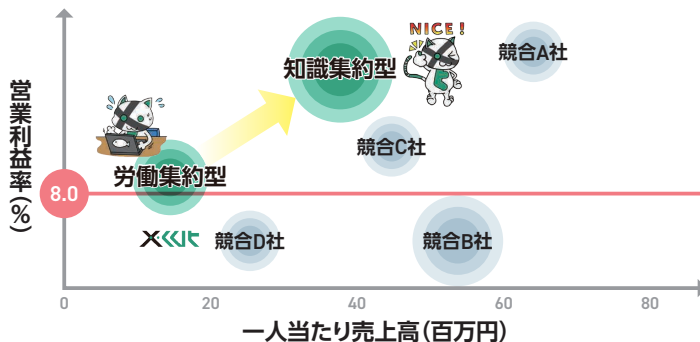 NICE!
知識集約型
競合A社
営業利益率(%)
競合C社
労働集約型
8.0
X-cut
競合D社
競合B社
0
20
40
60
80
一人当たり売上高(百万円)